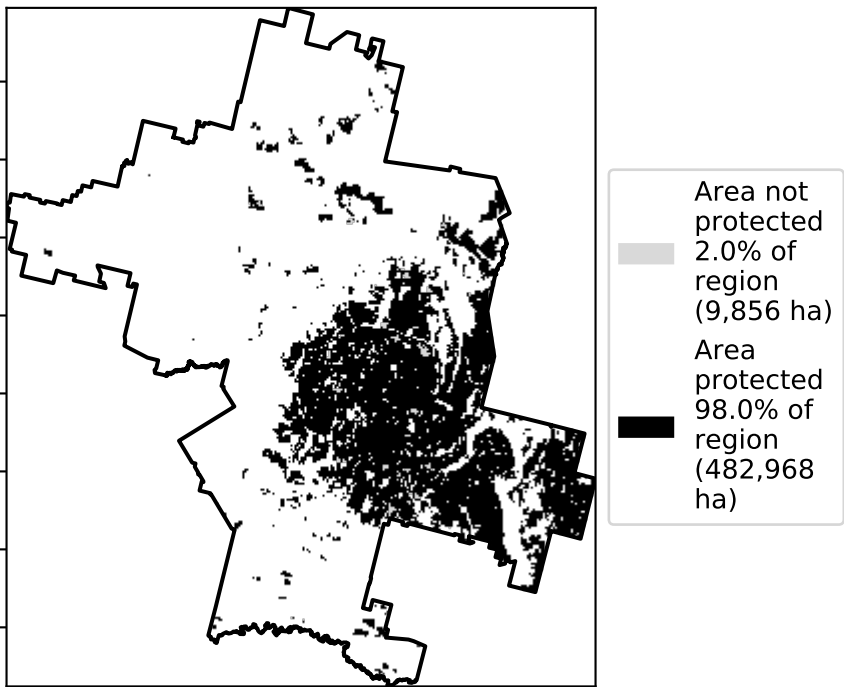 Area not
protected
2.0% of
region
(9,856 ha)
Area
protected
98.0% of
region
(482,968
ha)